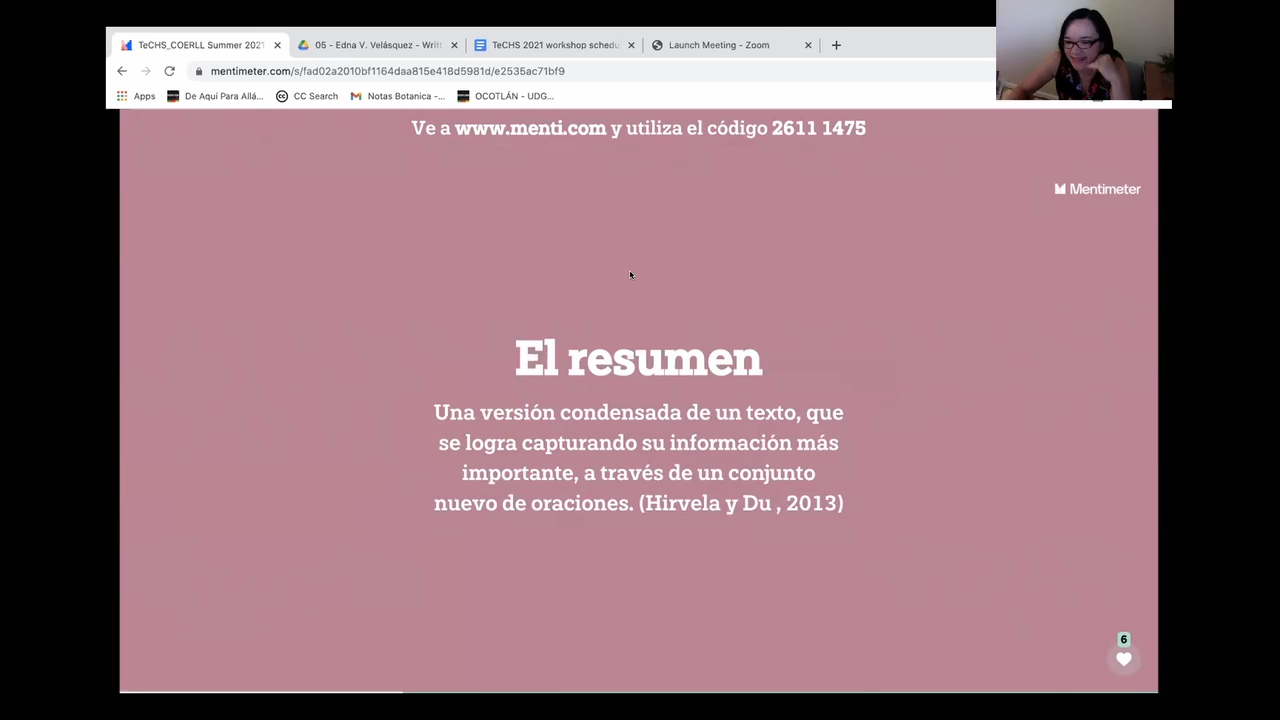 TeCHS_COERLL Summer 2021
05 - Edna V. Velásquez - Writt
TeCHS 2021 workshop schedu
Launch Meeting - Zoom
mentimeter.com/s/fad02a2010bf1164daa815e418d5981d/e2535ac71bf9
Apps
De Aquí Para Allá...
CC Search
Notas Botanica -...
OCOTLÁN - UDG...
Ve a www.menti.com y utiliza el código 2611 1475
Mentimeter
El resumen
Una versión condensada de un texto, que
se logra capturando su información más
importante, a través de un conjunto
nuevo de oraciones. (Hirvela y Du , 2013)
6